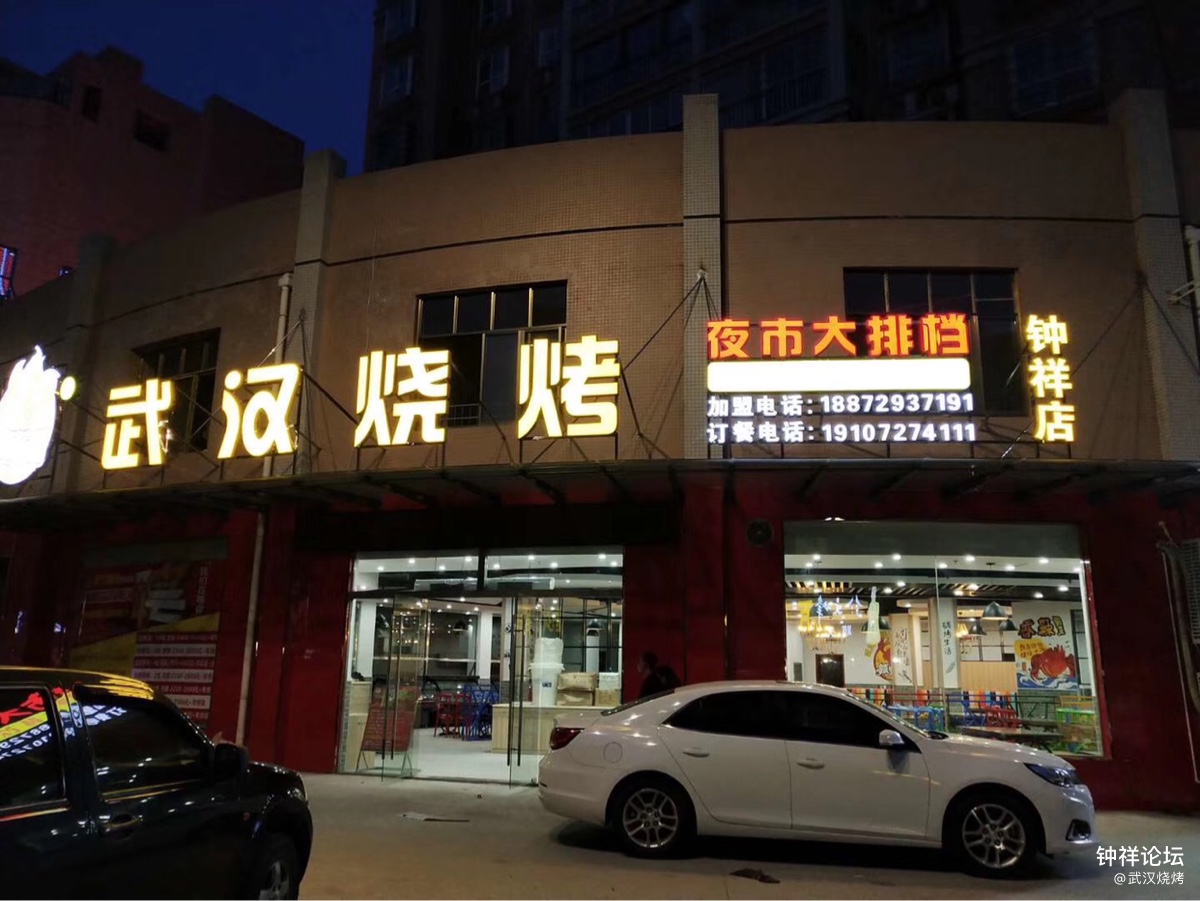 武汉烧烤
夜市大排档
加盟电话:18872937191
订餐电话:19107274111
钟祥店
钟祥论坛
@武汉烧烤